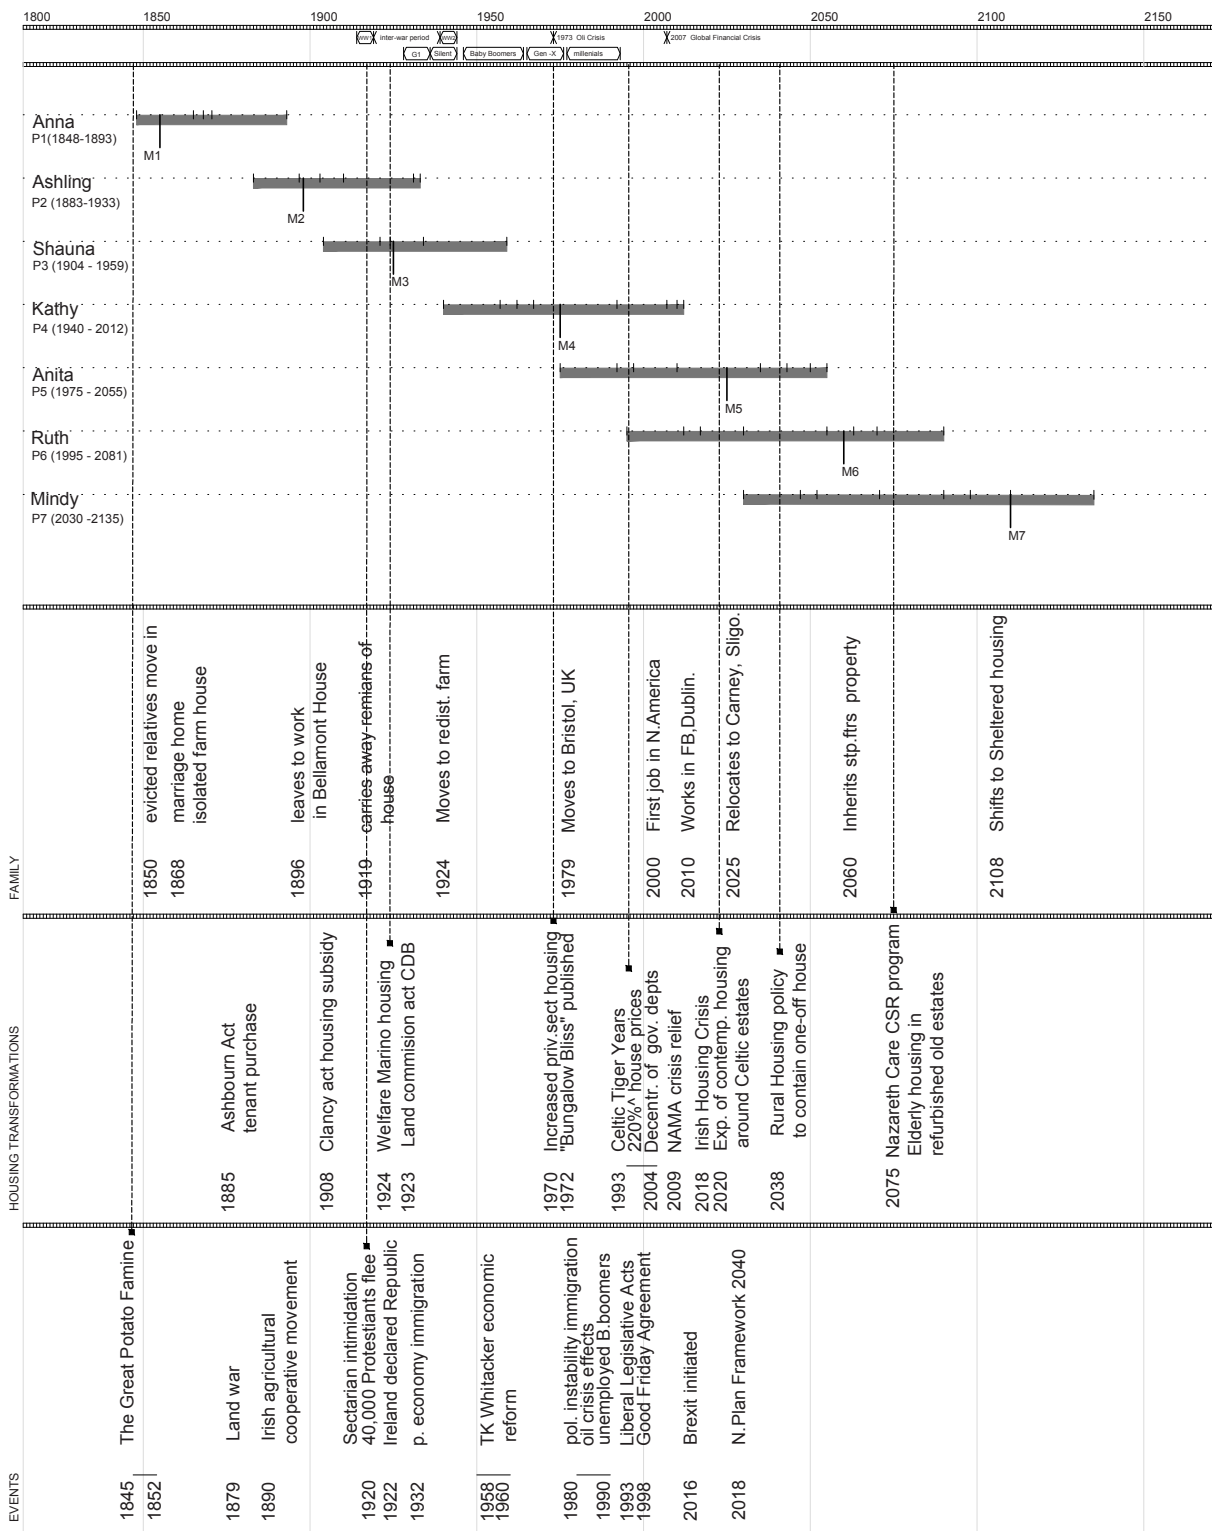 1800 1850 1900 1950 2000 2050 2100 2150
WW1 inter-war period WW2 1973 Oli Crisis 2007 Global Financial Crisis
G1 Silent Baby Boomers Gen -X millenials
Anna
P1(1848-1893)
M1
Ashling
P2 (1883-1933)
M2
Shauna
P3 (1904 - 1959)
M3
Kathy
P4 (1940 - 2012)
M4
Anita
P5 (1975 - 2055)
M5
Ruth
P6 (1995 - 2081)
M6
Mindy
P7 (2030 -2135)
M7
FAMILY
1850 evicted relatives move in
1868 marriage home
isolated farm house
1896 leaves to work
in Bellamont House
1919 carries away remians of
house
1924 Moves to redist. farm
1979 Moves to Bristol, UK
2000 First job in N.America
2010 Works in FB,Dublin.
2025 Relocates to Carney, Sligo.
2060 Inherits stp.ftrs property
2108 Shifts to Sheltered housing
HOUSING TRANSFORMATIONS
1885 Ashbourn Act
tenant purchase
1908 Clancy act housing subsidy
1924 Welfare Marino housing
1923 Land commision act CDB
1970 Increased priv.sect housing
1972 "Bungalow Bliss" published
1993 Celtic Tiger Years
220%^ house prices
2004 Decentr. of gov. depts
2009 NAMA crisis relief
2018 Irish Housing Crisis
2020 Exp. of contemp. housing
around Celtic estates
2038 Rural Housing policy
to contain one-off house
2075 Nazareth Care CSR program
Elderly housing in
refurbished old estates
EVENTS
1845 The Great Potato Famine
1852
1879 Land war
1890 Irish agricultural
cooperative movement
Sectarian intimidation
1920 40,000 Protestiants flee
1922 Ireland declared Republic
1932 p. economy immigration
1958 TK Whitacker economic
1960 reform
1980 pol. instability immigration
oil crisis effects
1990 unemployed B.boomers
1993 Liberal Legislative Acts
1998 Good Friday Agreement
2016 Brexit initiated
2018 N.Plan Framework 2040